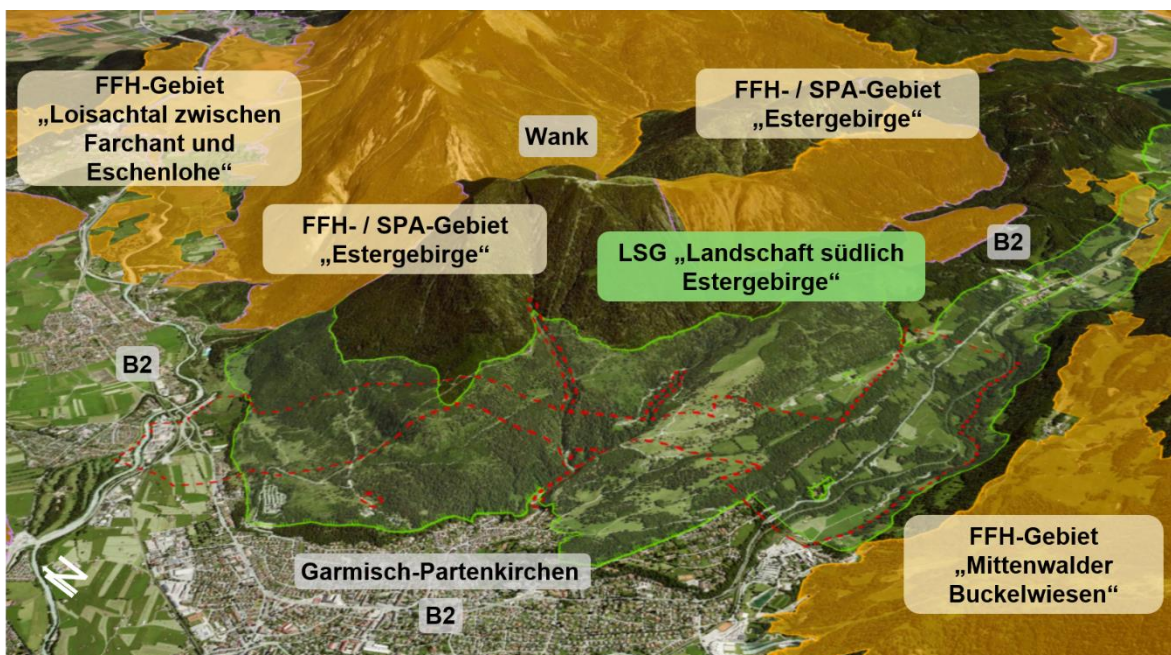 FFH-Gebiet
„Loisachtal zwischen
Farchant und
Eschenlohe“
Wank
FFH- / SPA-Gebiet
„Estergebirge“
FFH- / SPA-Gebiet
„Estergebirge“
LSG „Landschaft südlich
Estergebirge“
B2
B2
FFH-Gebiet
„Mittenwalder
Buckelwiesen“
Garmisch-Partenkirchen
B2
N